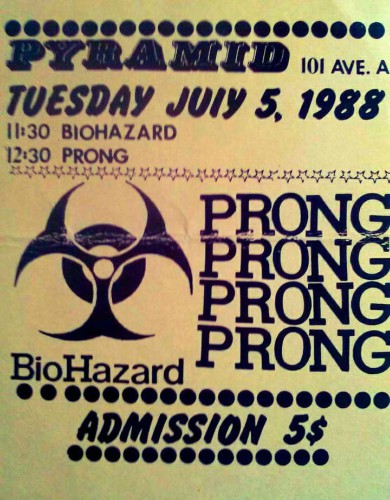 PYRAMID 101 AVE. A
TUESDAY JULY 5, 1988
11:30 BIOHAZARD
12:30 PRONG
PRONG
PRONG
PRONG
PRONG
BioHazard
ADMISSION 5$